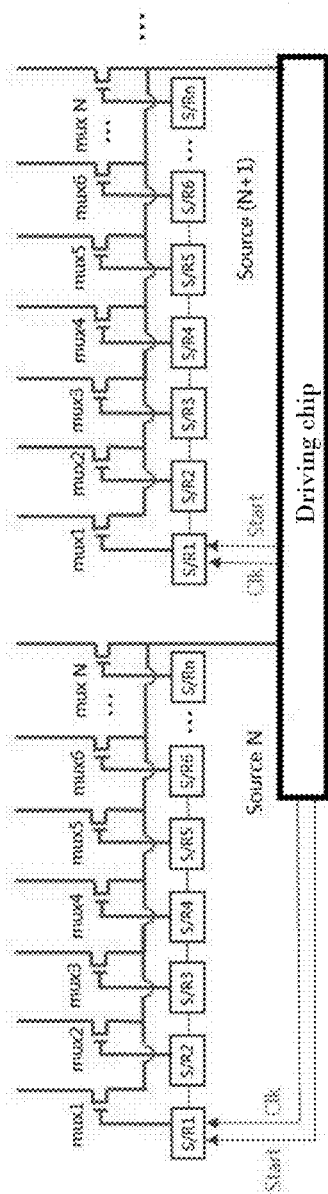 mux1 mux2 mux3 mux4 mux5 mux6 ... mux N
S/R1 S/R2 S/R3 S/R4 S/R5 S/R6 ... S/Rn
Start
Clk
Source N
mux1 mux2 mux3 mux4 mux5 mux6 ... mux N ...
S/R1 S/R2 S/R3 S/R4 S/R5 S/R6 ... S/Rn
Clk
Start
Source (N+1)
Driving chip